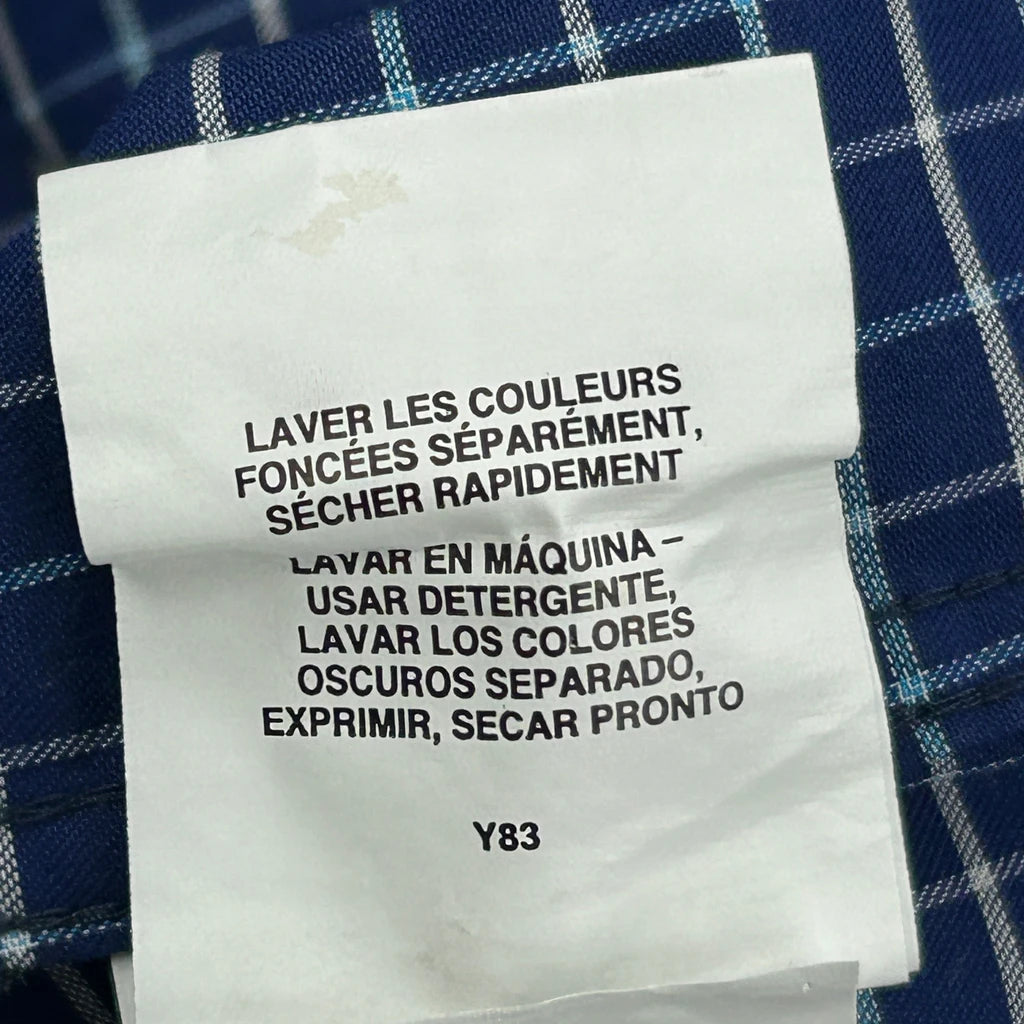 LAVER LES COULEURS
FONCÉES SÉPARÉMENT,
SÉCHER RAPIDEMENT
LAVAR EN MÁQUINA –
USAR DETERGENTE,
LAVAR LOS COLORES
OSCUROS SEPARADO,
EXPRIMIR, SECAR PRONTO
Y83